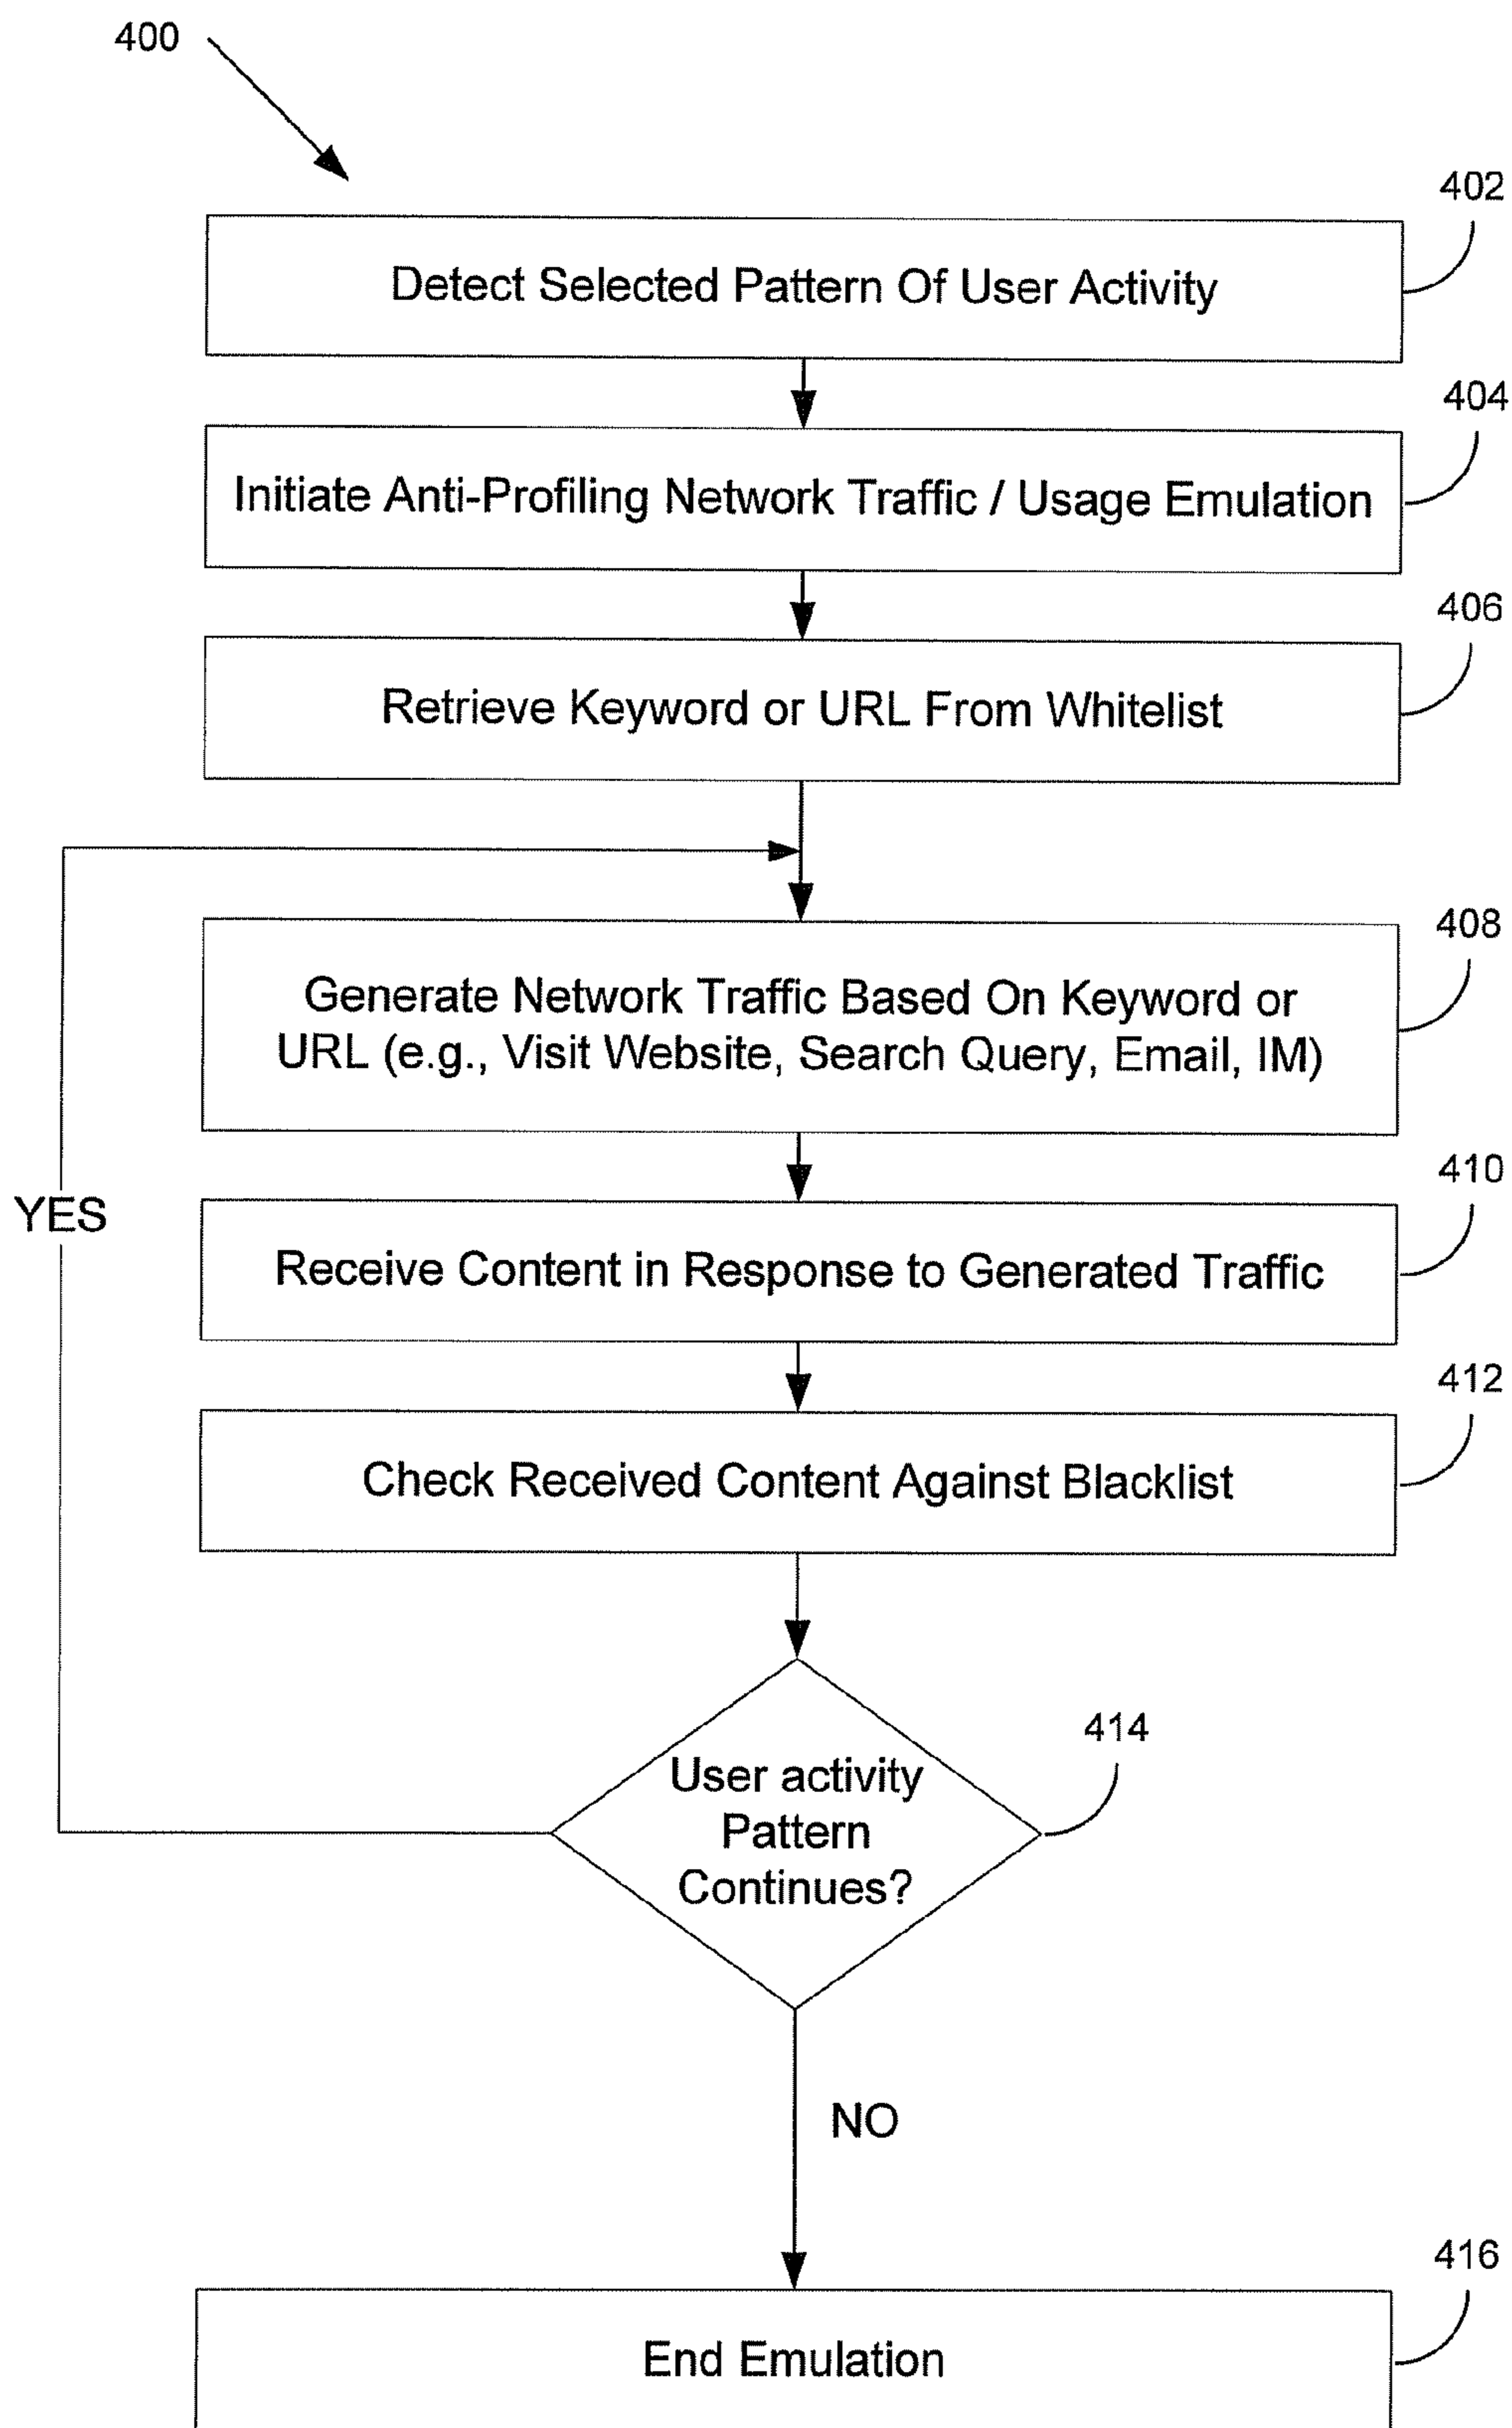 400
402
Detect Selected Pattern Of User Activity
404
Initiate Anti-Profiling Network Traffic / Usage Emulation
406
Retrieve Keyword or URL From Whitelist
408
Generate Network Traffic Based On Keyword or
URL (e.g., Visit Website, Search Query, Email, IM)
410
YES
Receive Content in Response to Generated Traffic
412
Check Received Content Against Blacklist
414
User activity
Pattern
Continues?
NO
416
End Emulation